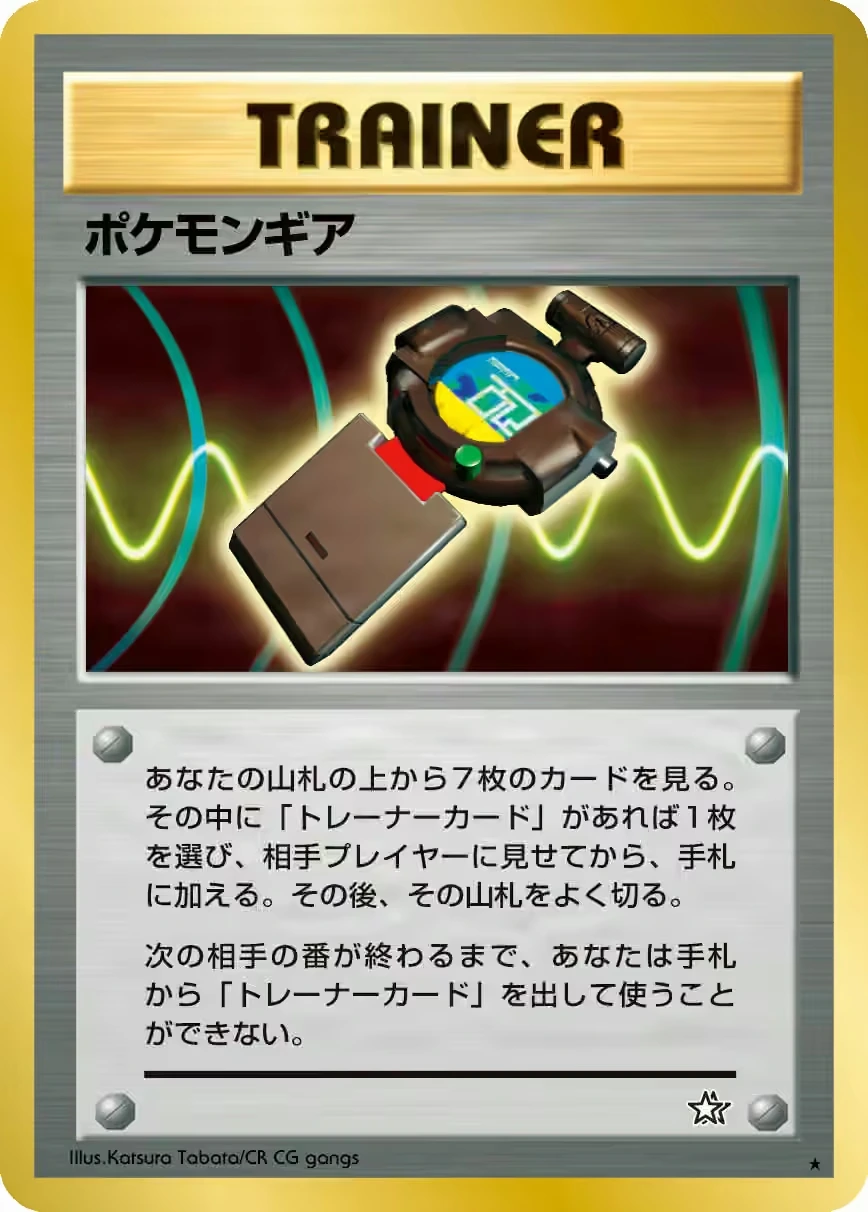 TRAINER
ポケモンギア
あなたの山札の上から7枚のカードを見る。
その中に「トレーナーカード」があれば1枚
を選び、相手プレイヤーに見せてから、手札
に加える。その後、その山札をよく切る。
次の相手の番が終わるまで、あなたは手札
から「トレーナーカード」を出して使うこと
ができない。
Illus.Katsura Tabata/CR CG gangs
★